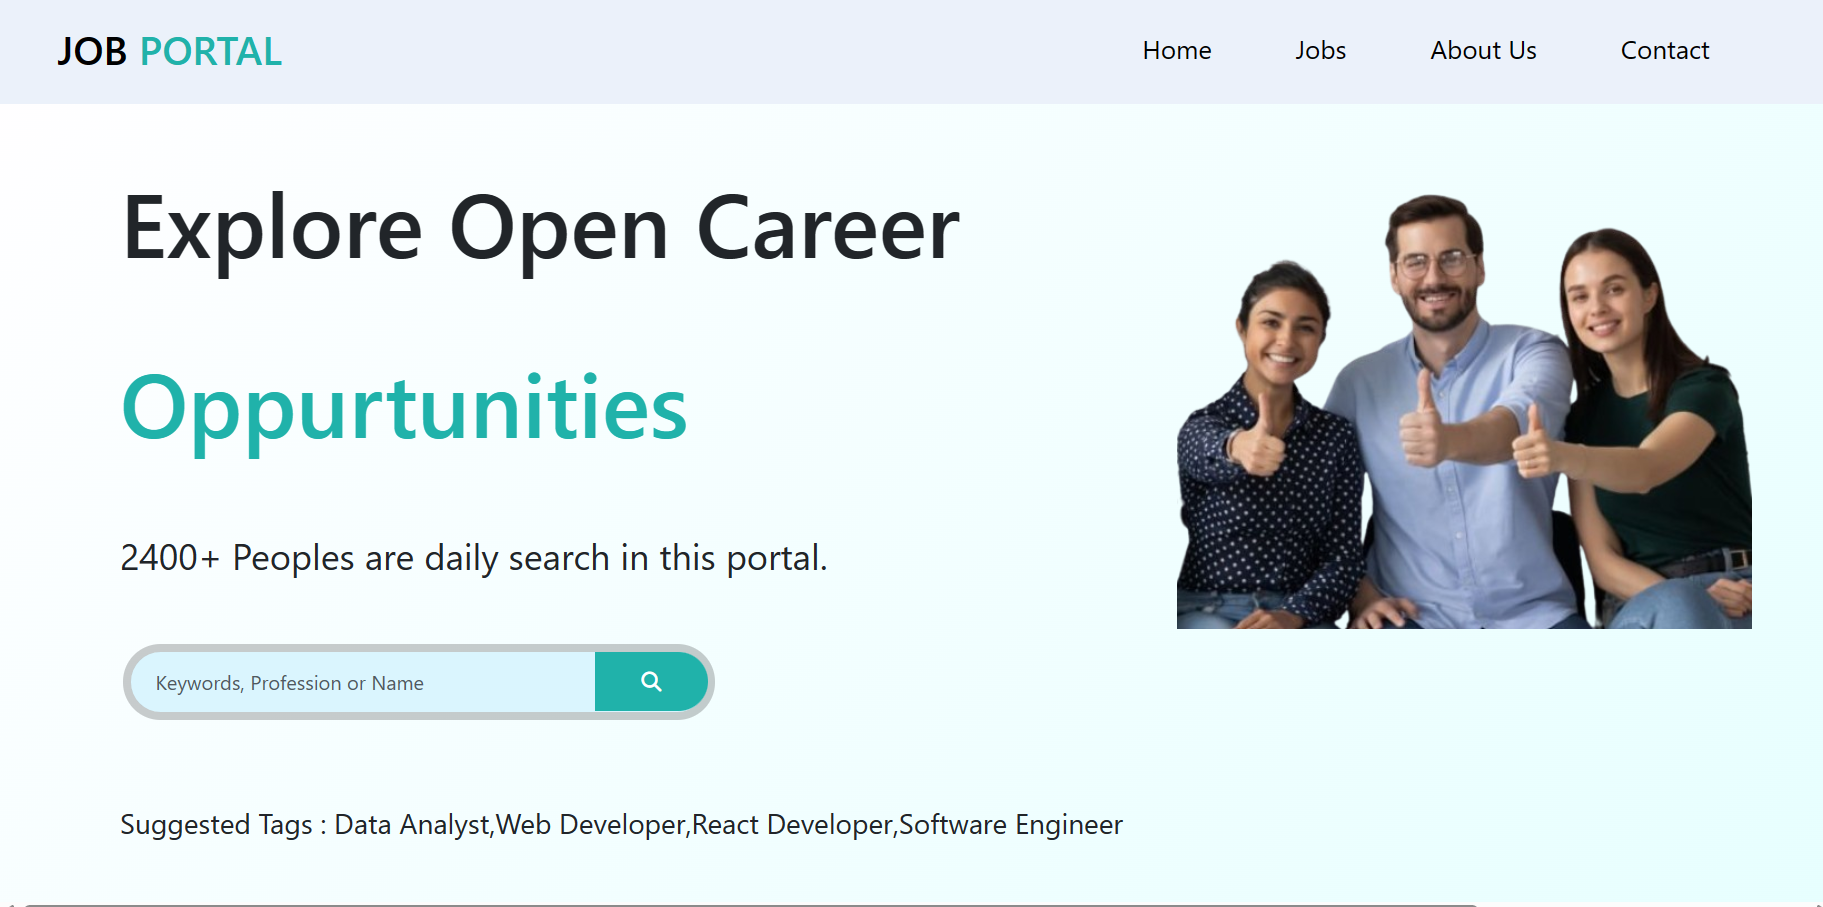 JOB PORTAL
Home Jobs About Us Contact
Explore Open Career
Oppurtunities
2400+ Peoples are daily search in this portal.
Keywords, Profession or Name
Suggested Tags : Data Analyst,Web Developer,React Developer,Software Engineer